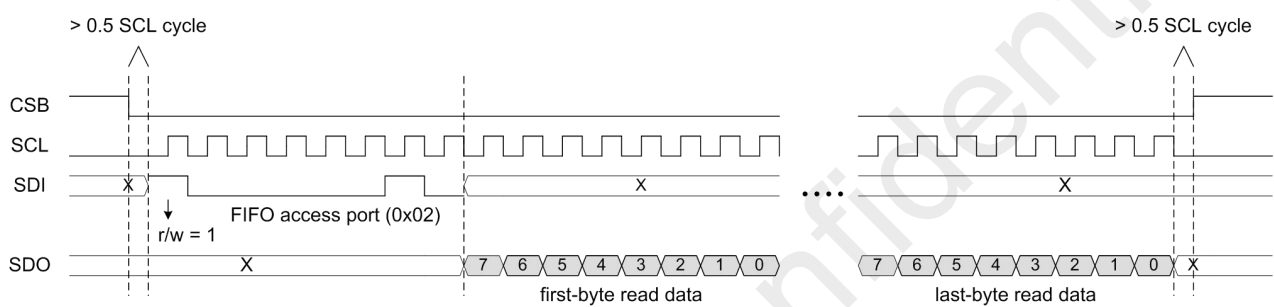 > 0.5 SCL cycle > 0.5 SCL cycle
CSB
SCL
SDI X X .... X
FIFO access port (0x02)
r/w = 1
SDO X 7 6 5 4 3 2 1 0 7 6 5 4 3 2 1 0 X
first-byte read data last-byte read data